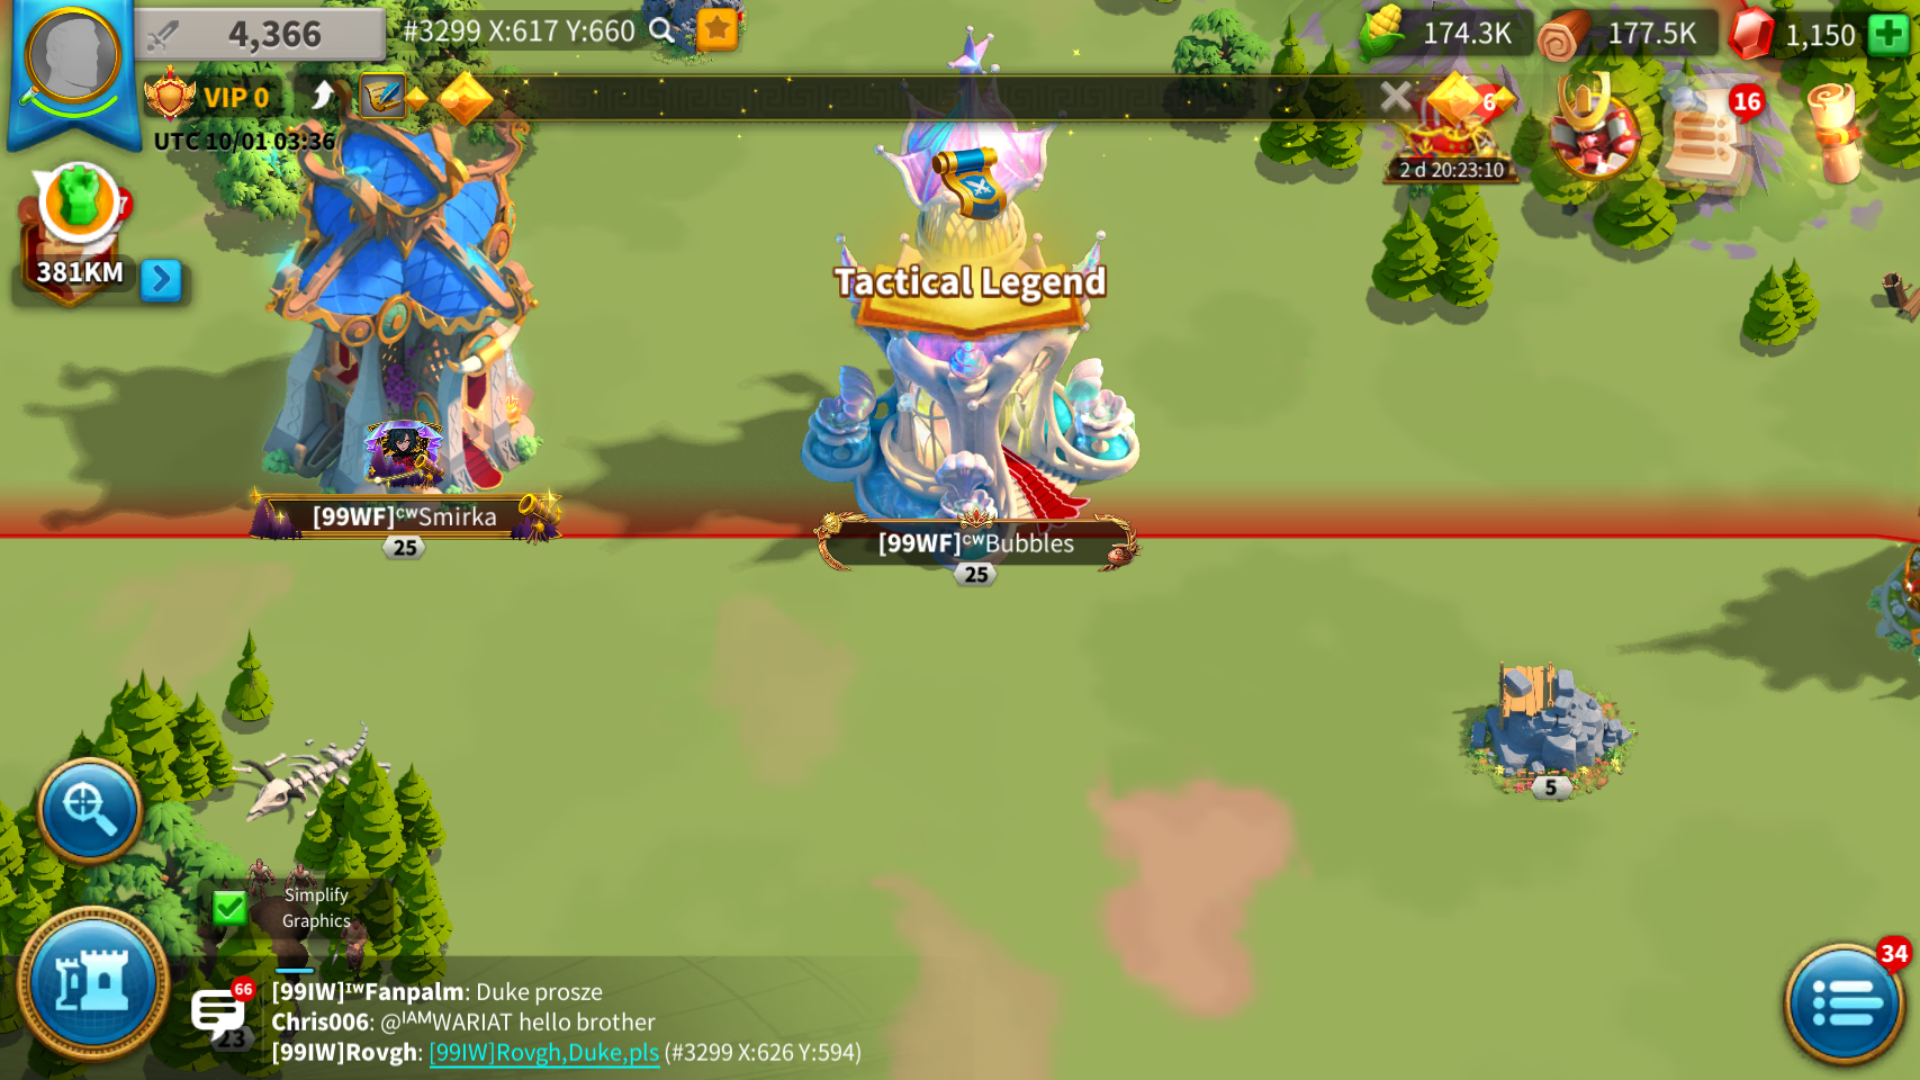 4,366
#3299 X:617 Y:660
174.3K
177.5K
1,150
VIP 0
UTC 10/01 03:36
6
16
2 d 20:23:10
7
381KM
Tactical Legend
[99WF]ᶜᵂSmirka
25
[99WF]ᶜᵂBubbles
25
5
Simplify
Graphics
34
66
23
[99IW]ᴵᵂFanpalm: Duke prosze
Chris006: @ᴵᴬᴹWARIAT hello brother
[99IW]Rovgh: [99IW]Rovgh,Duke,pls (#3299 X:626 Y:594)